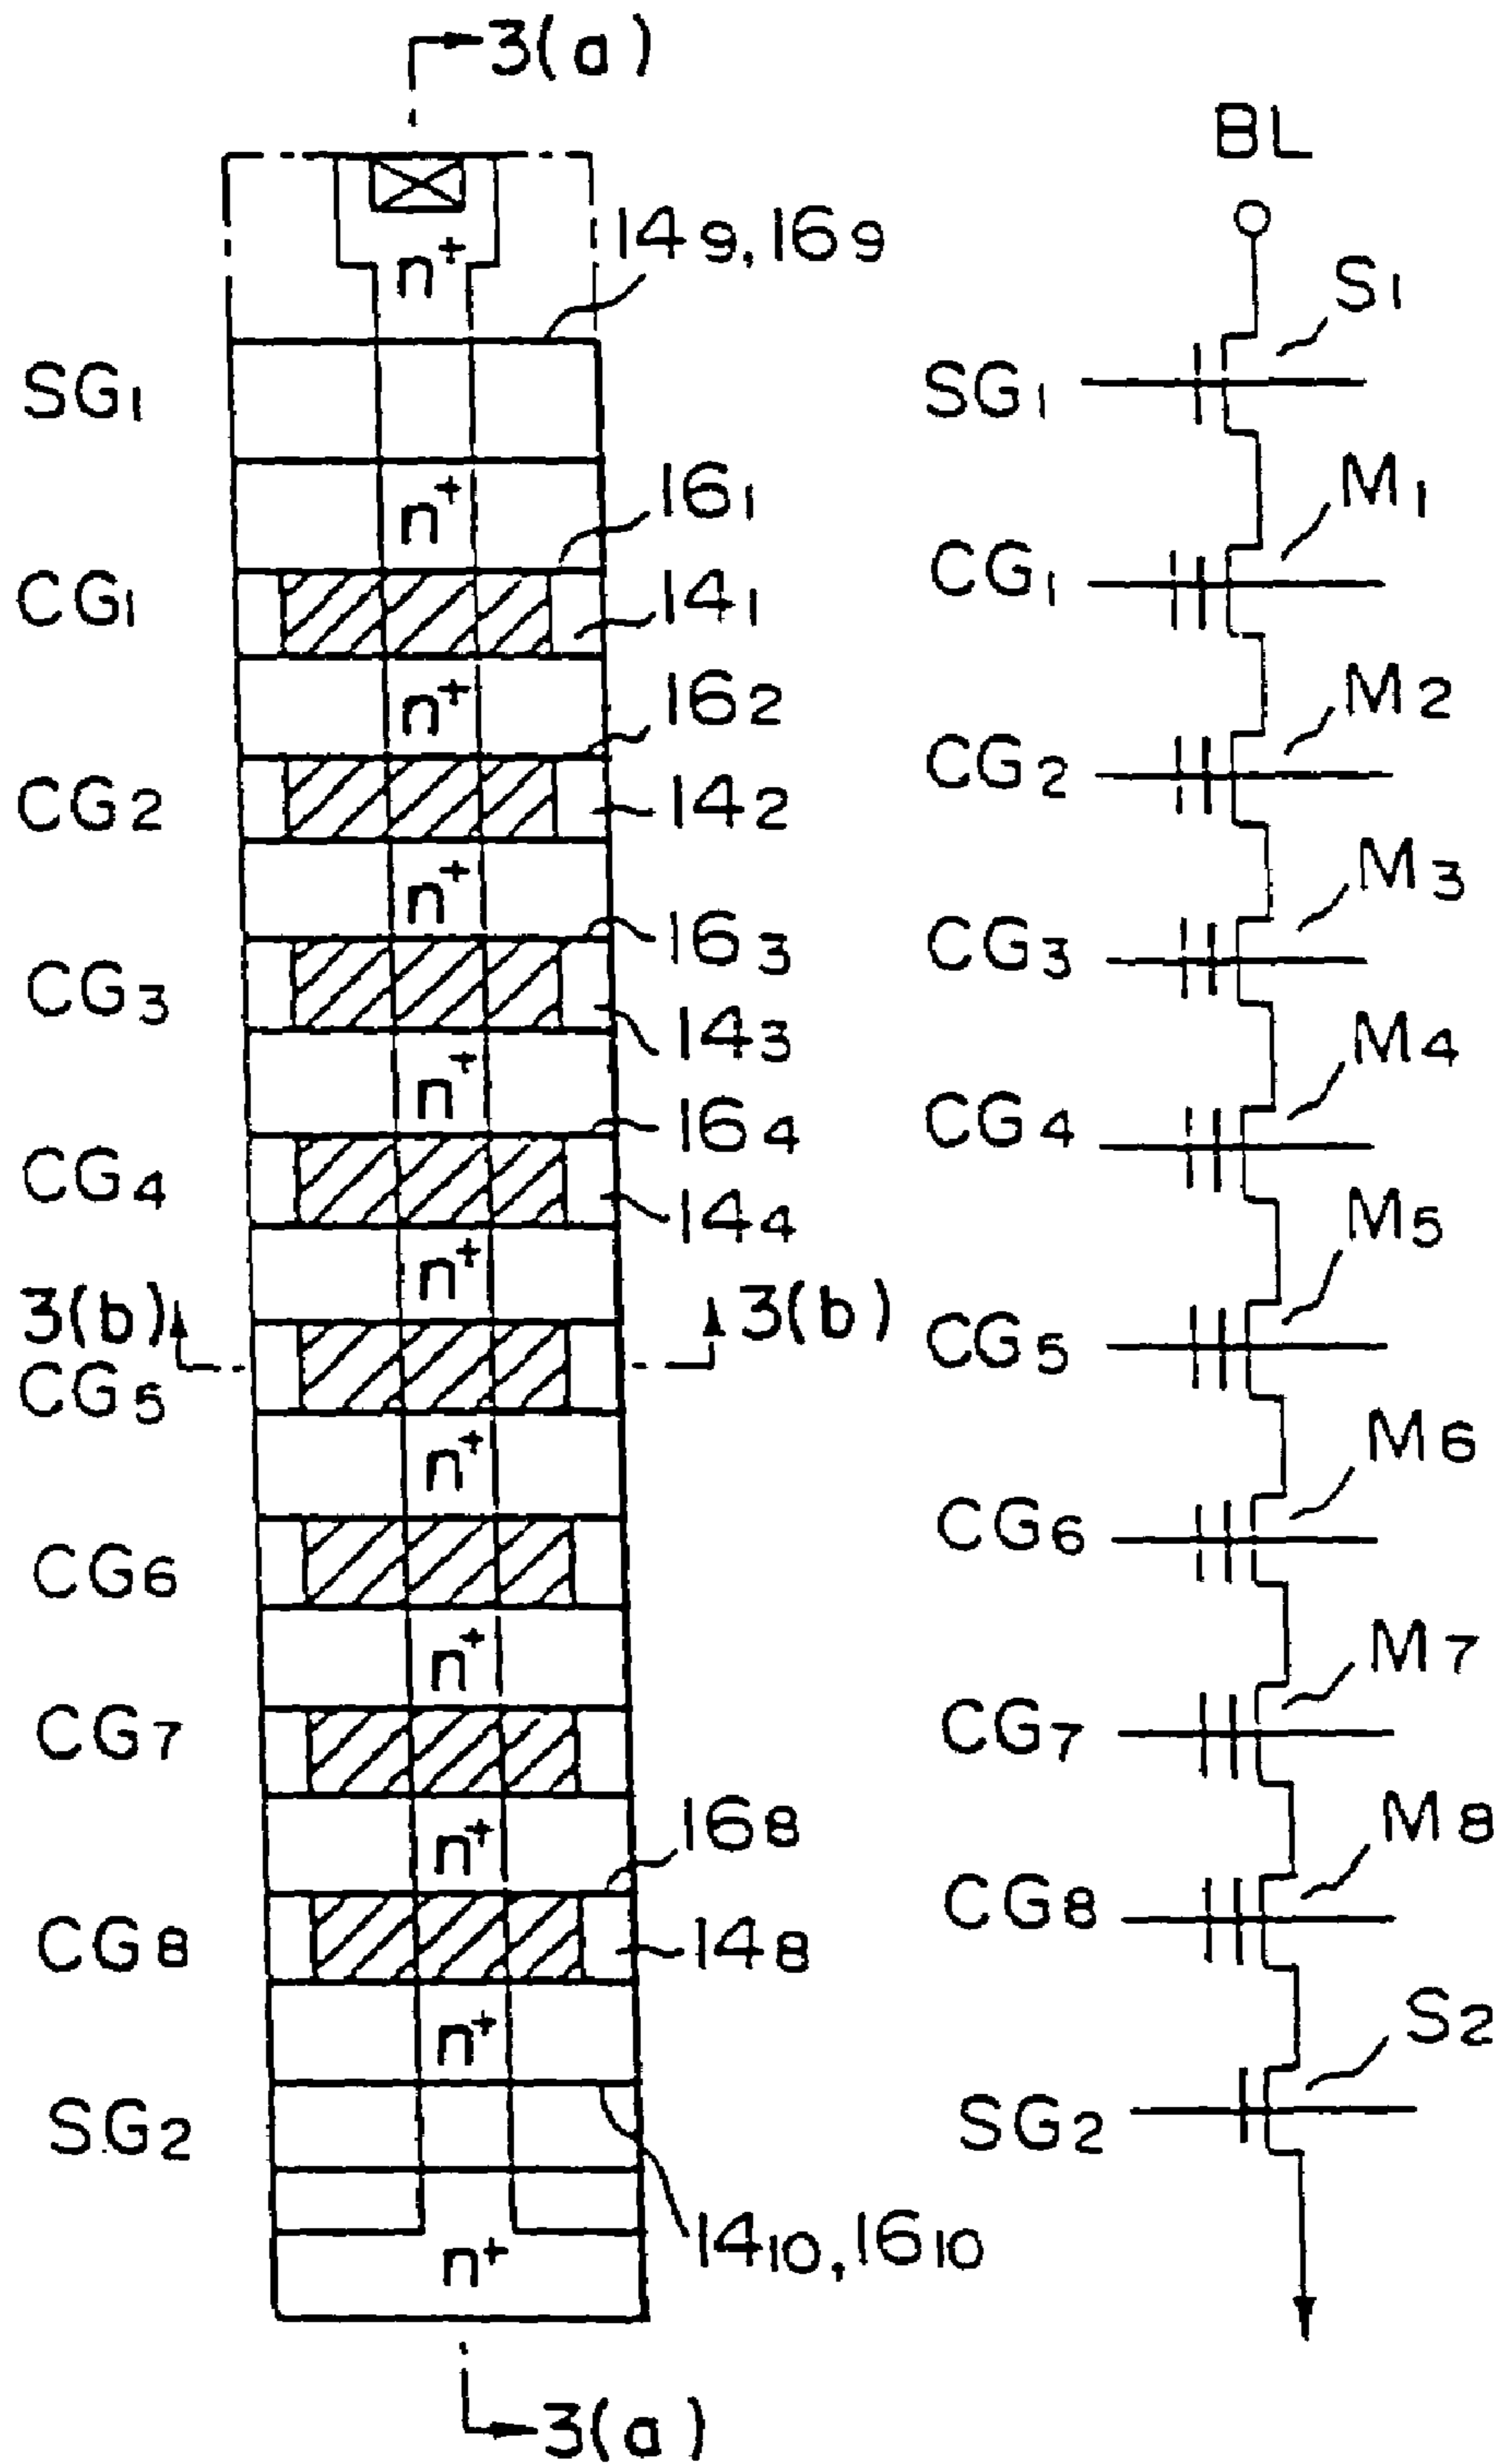 3(a)
BL
14₉, 16₉
n⁺
S₁
SG₁
SG₁
n⁺
16₁
M₁
CG₁
14₁
CG₁
n⁺
16₂
M₂
CG₂
14₂
CG₂
n⁺
16₃
M₃
CG₃
14₃
CG₃
n⁺
16₄
M₄
CG₄
14₄
CG₄
n⁺
M₅
3(b)
3(b)
CG₅
CG₅
n⁺
M₆
CG₆
CG₆
n⁺
M₇
CG₇
CG₇
n⁺
16₈
M₈
CG₈
14₈
CG₈
n⁺
S₂
SG₂
SG₂
14₁₀, 16₁₀
n⁺
3(a)